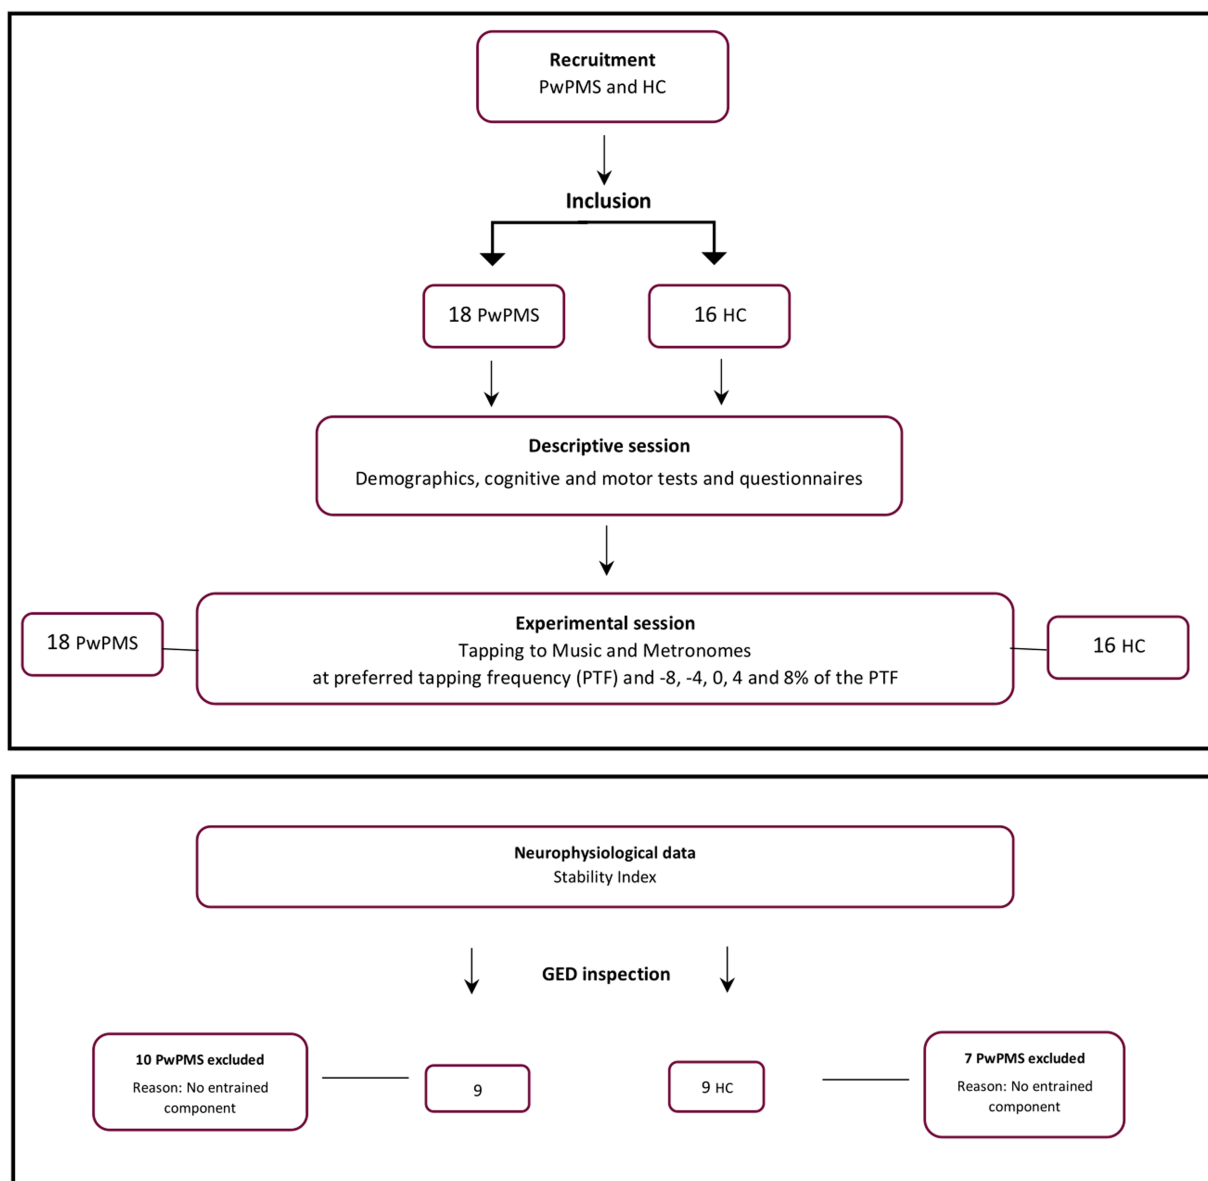 Recruitment
PwPMS and HC
Inclusion
18 PwPMS
16 HC
Descriptive session
Demographics, cognitive and motor tests and questionnaires
18 PwPMS
Experimental session
Tapping to Music and Metronomes
at preferred tapping frequency (PTF) and -8, -4, 0, 4 and 8% of the PTF
16 HC
Neurophysiological data
Stability Index
GED inspection
10 PwPMS excluded
Reason: No entrained
component
9
9 HC
7 PwPMS excluded
Reason: No entrained
component